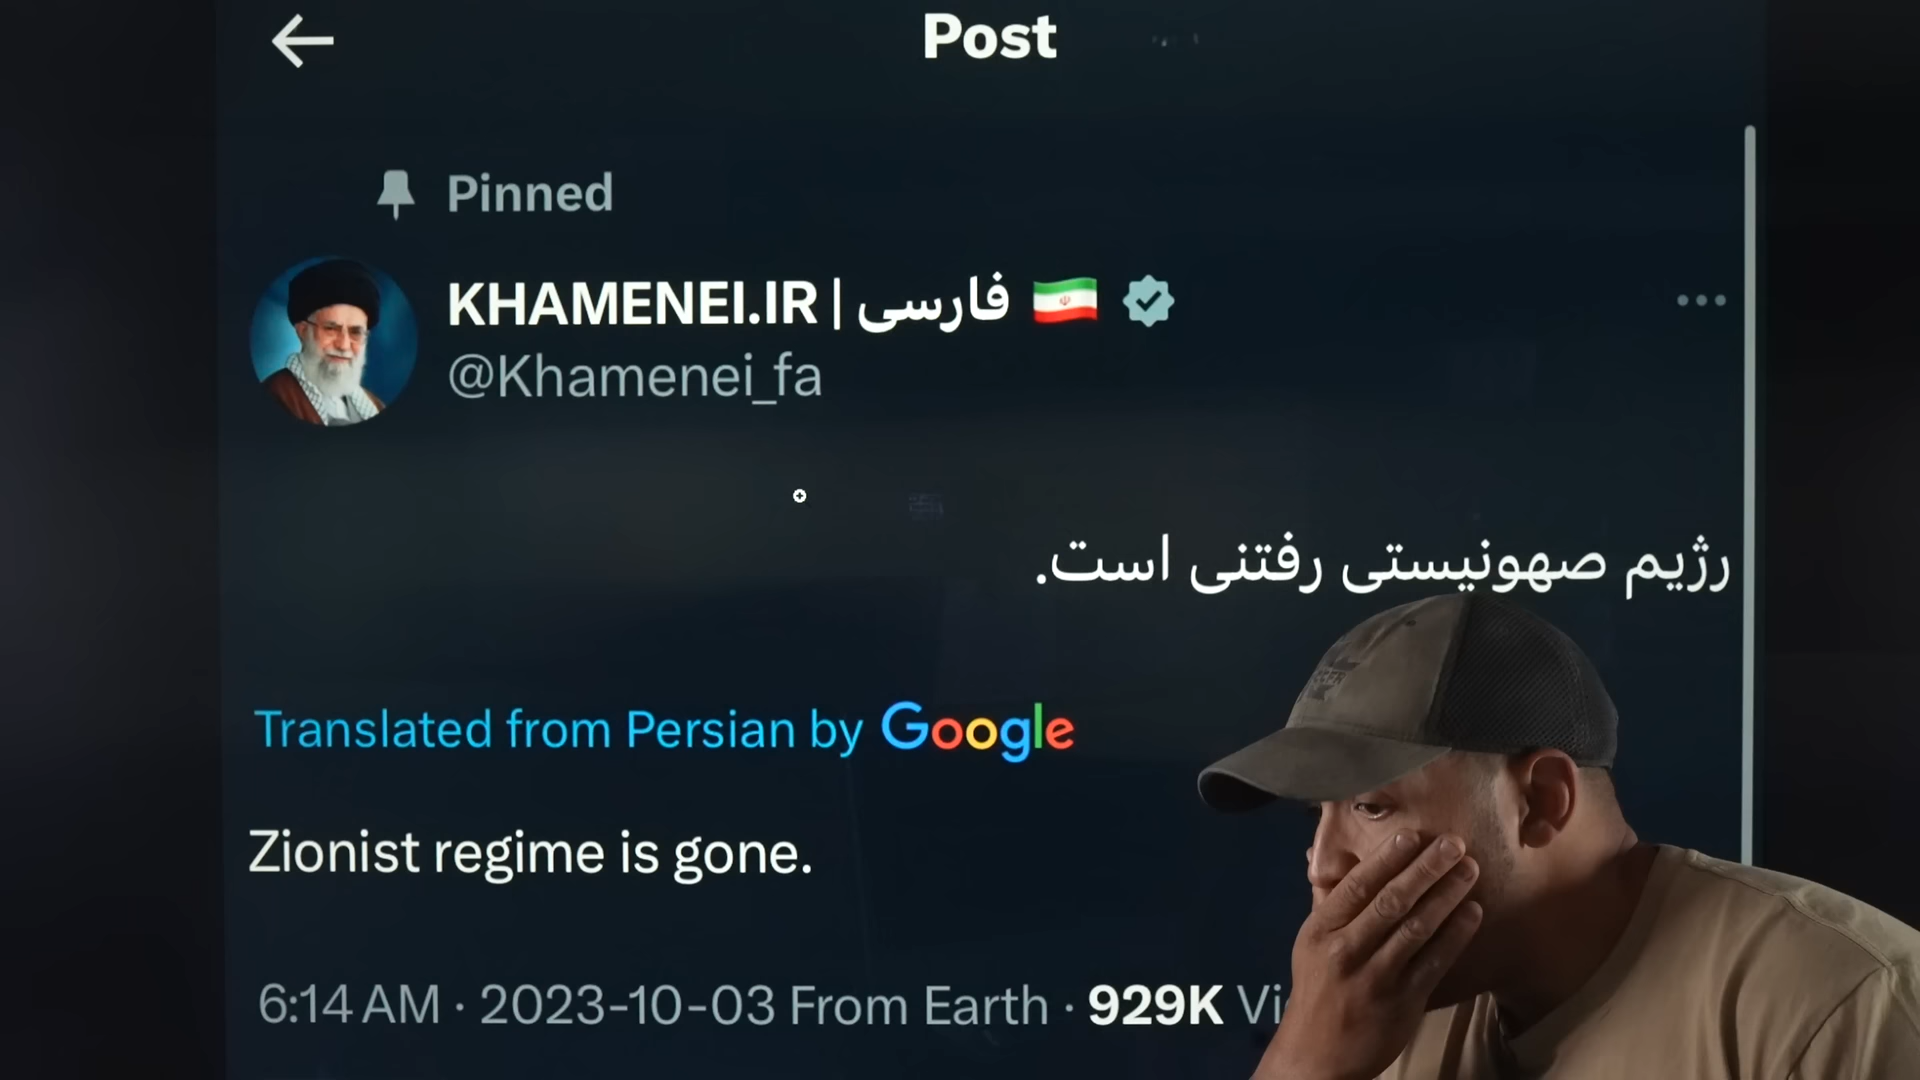 Post
Pinned
KHAMENEI.IR | فارسی
@Khamenei_fa
رژیم صهونیستی رفتنی است.
Translated from Persian by Google
Zionist regime is gone.
6:14 AM · 2023-10-03 From Earth · 929K